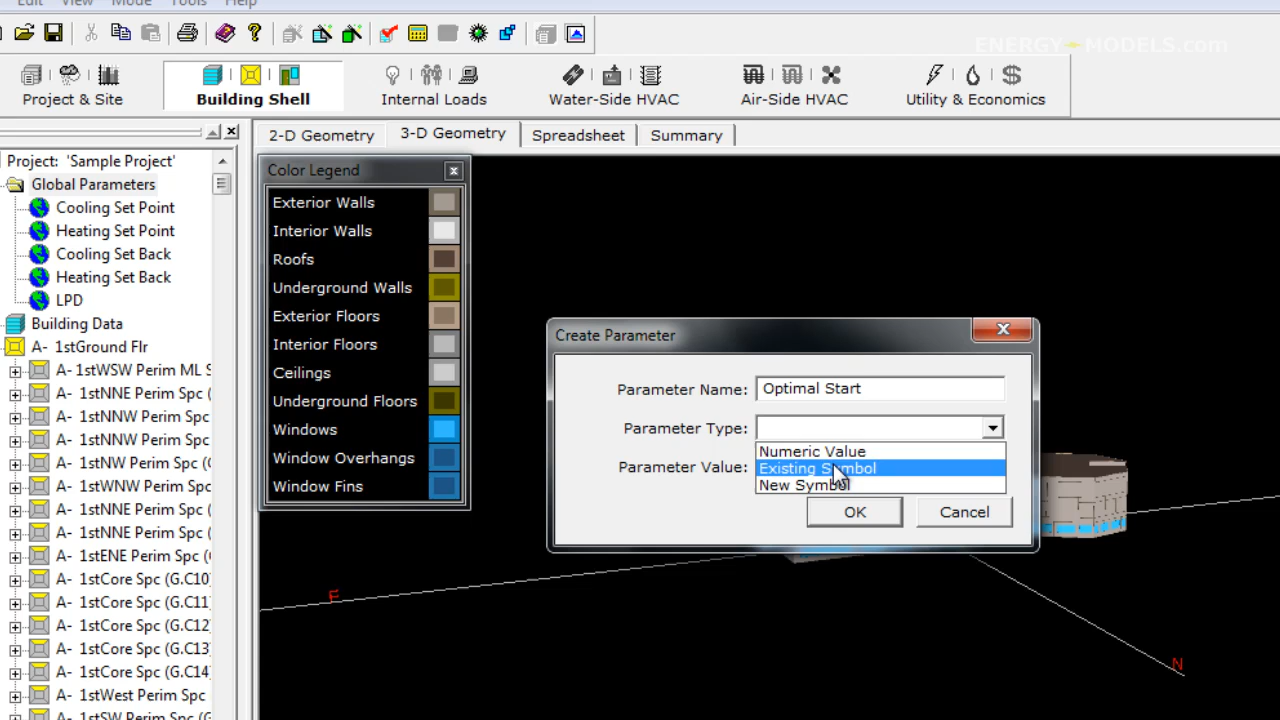 Edit View Mode Tools Help
ENERGY-MODELS.com
Project & Site
Building Shell
Internal Loads
Water-Side HVAC
Air-Side HVAC
Utility & Economics
2-D Geometry
3-D Geometry
Spreadsheet
Summary
Project: 'Sample Project'
Global Parameters
Cooling Set Point
Heating Set Point
Cooling Set Back
Heating Set Back
LPD
Building Data
A- 1stGround Flr
A- 1stWSW Perim ML S
A- 1stNNE Perim Spc (
A- 1stNNW Perim Spc (
A- 1stNNW Perim Spc (
A- 1stWest Perim Spc (
A- 1stNNE Perim Spc (
A- 1stNNE Perim Spc (
A- 1stNNE Perim Spc (
A- 1stENE Perim Spc (
A- 1stCore Spc (G.C10)
A- 1stCore Spc (G.C11)
A- 1stCore Spc (G.C12)
A- 1stCore Spc (G.C13)
A- 1stCore Spc (G.C14)
A- 1stWest Perim Spc
A- 1stSW Perim Spc (G
Color Legend
Exterior Walls
Interior Walls
Roofs
Underground Walls
Exterior Floors
Interior Floors
Ceilings
Underground Floors
Windows
Window Overhangs
Window Fins
Create Parameter
Parameter Name: Optimal Start
Parameter Type:
Numeric Value
Existing Symbol
New Symbol
Parameter Value:
OK
Cancel
E
N